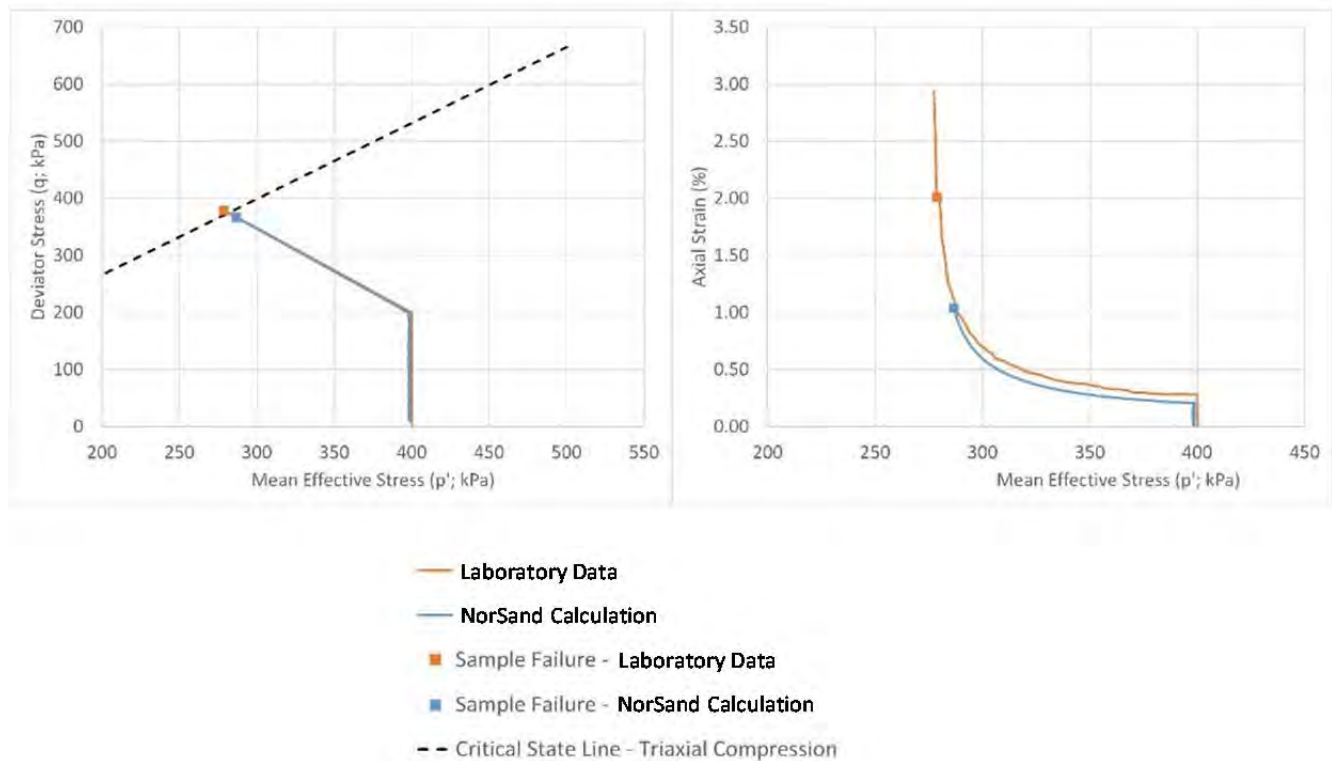 700
600
500
400
300
200
100
0
Deviator Stress (q; kPa)
200 250 300 350 400 450 500 550
Mean Effective Stress (p'; kPa)
3.50
3.00
2.50
2.00
1.50
1.00
0.50
0.00
Axial Strain (%)
200 250 300 350 400 450
Mean Effective Stress (p'; kPa)
Laboratory Data
NorSand Calculation
Sample Failure - Laboratory Data
Sample Failure - NorSand Calculation
Critical State Line - Triaxial Compression